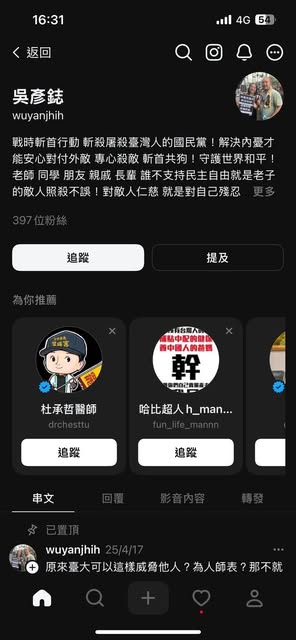 16:31
4G 54
返回
吳彥鋕
wuyanjhih
戰時斬首行動 斬殺屠殺臺灣人的國民黨！解決內憂才
能安心對付外敵 專心殺敵 斬首共狗！守護世界和平！
老師 同學 朋友 親戚 長輩 誰不支持民主自由就是老子
的敵人照殺不誤！對敵人仁慈 就是對自己殘忍 更多
397 位粉絲
追蹤
提及
為你推薦
幹
杜承哲醫師
drchesttu
追蹤
哈比超人 h_man...
fun_life_mannn
追蹤
串文
回覆
影音內容
轉發
已置頂
wuyanjhih 25/4/17
原來臺大可以這樣威脅他人？為人師表？那不就